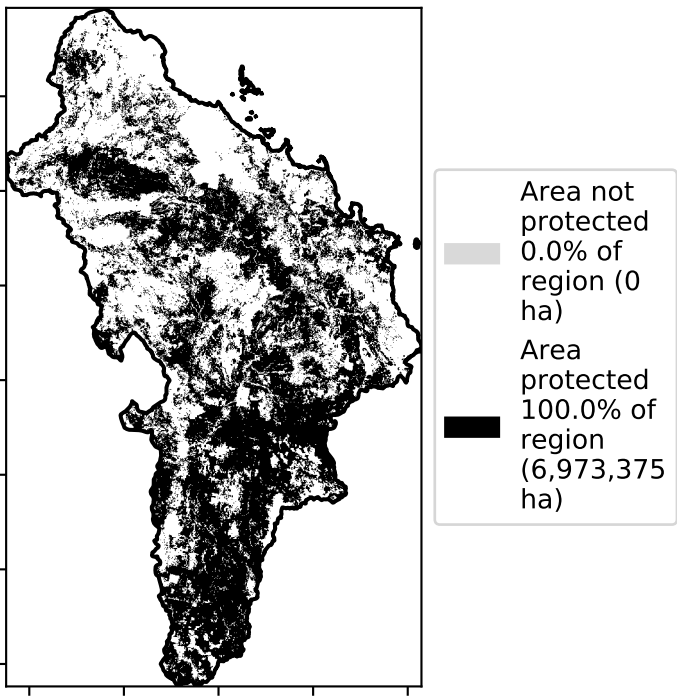 Area not
protected
0.0% of
region (0
ha)
Area
protected
100.0% of
region
(6,973,375
ha)